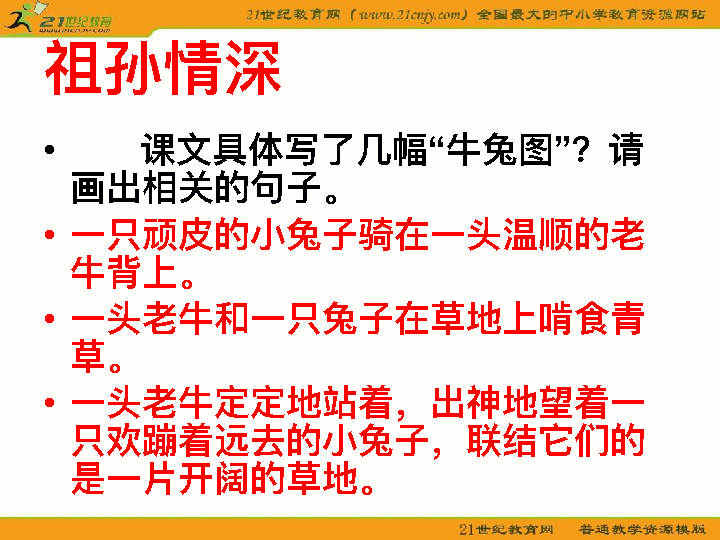 21世纪教育
www.21cnjy.com
21世纪教育网（www.21cnjy.com）全国最大的中小学教育资源网站
祖孙情深
• 课文具体写了几幅“牛兔图”？请
画出相关的句子。
• 一只顽皮的小兔子骑在一头温顺的老
牛背上。
• 一头老牛和一只兔子在草地上啃食青
草。
• 一头老牛定定地站着，出神地望着一
只欢蹦着远去的小兔子，联结它们的
是一片开阔的草地。
21世纪教育网 普通教学资源模版